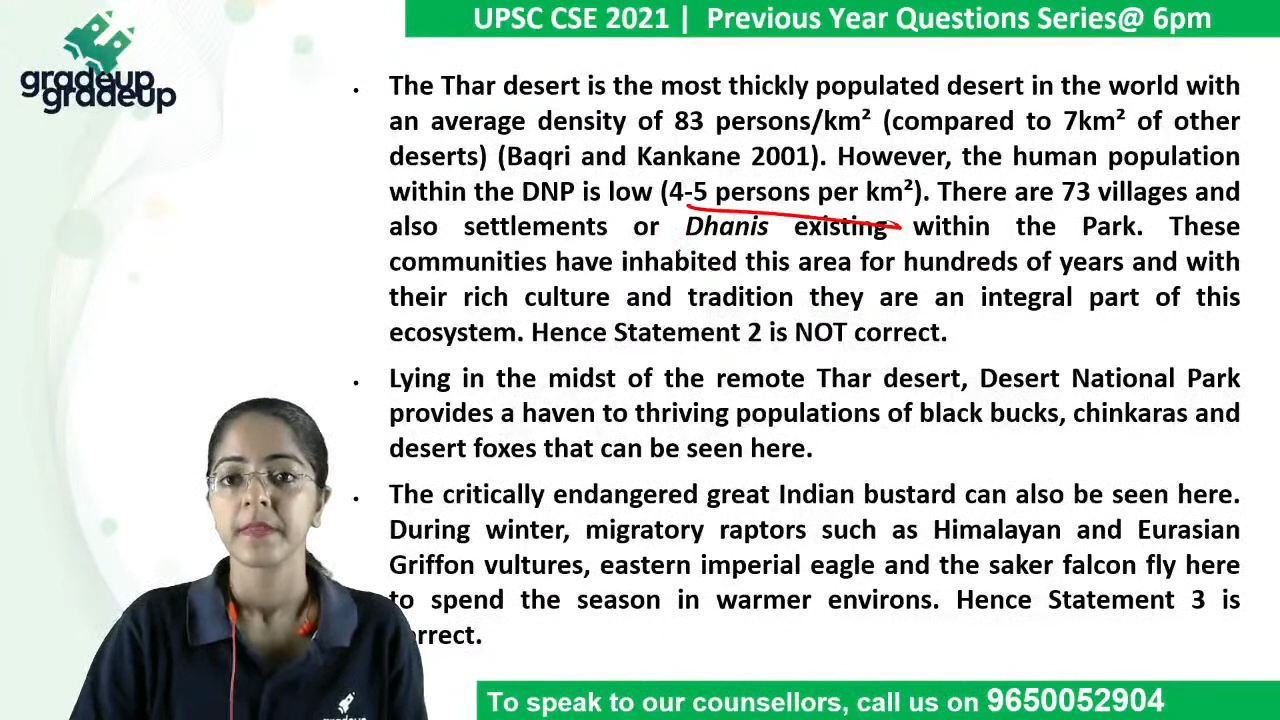 UPSC CSE 2021 | Previous Year Questions Series@ 6pm
gradeup
gradeup
• The Thar desert is the most thickly populated desert in the world with
an average density of 83 persons/km² (compared to 7km² of other
deserts) (Baqri and Kankane 2001). However, the human population
within the DNP is low (4-5 persons per km²). There are 73 villages and
also settlements or Dhanis existing within the Park. These
communities have inhabited this area for hundreds of years and with
their rich culture and tradition they are an integral part of this
ecosystem. Hence Statement 2 is NOT correct.
• Lying in the midst of the remote Thar desert, Desert National Park
provides a haven to thriving populations of black bucks, chinkaras and
desert foxes that can be seen here.
• The critically endangered great Indian bustard can also be seen here.
During winter, migratory raptors such as Himalayan and Eurasian
Griffon vultures, eastern imperial eagle and the saker falcon fly here
to spend the season in warmer environs. Hence Statement 3 is
orrect.
gradeup
To speak to our counsellors, call us on 9650052904